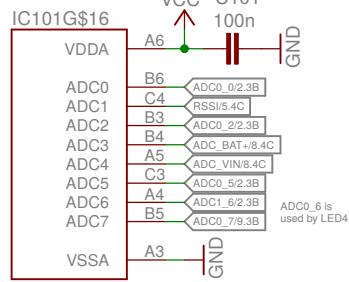 IC101G$16
VCC
100n
VDDA A6
GND
ADC0 B6 ADC0_0/2.3B
ADC1 C4 RSSI/5.4C
ADC2 B3 ADC0_2/2.3B
ADC3 B4 ADC_BAT+/8.4C
ADC4 A5 ADC_VIN/8.4C
ADC5 C3 ADC0_5/2.3B
ADC6 A4 ADC1_6/2.3B
ADC7 B5 ADC0_7/9.3B
ADC0_6 is
used by LED4
VSSA A3
GND